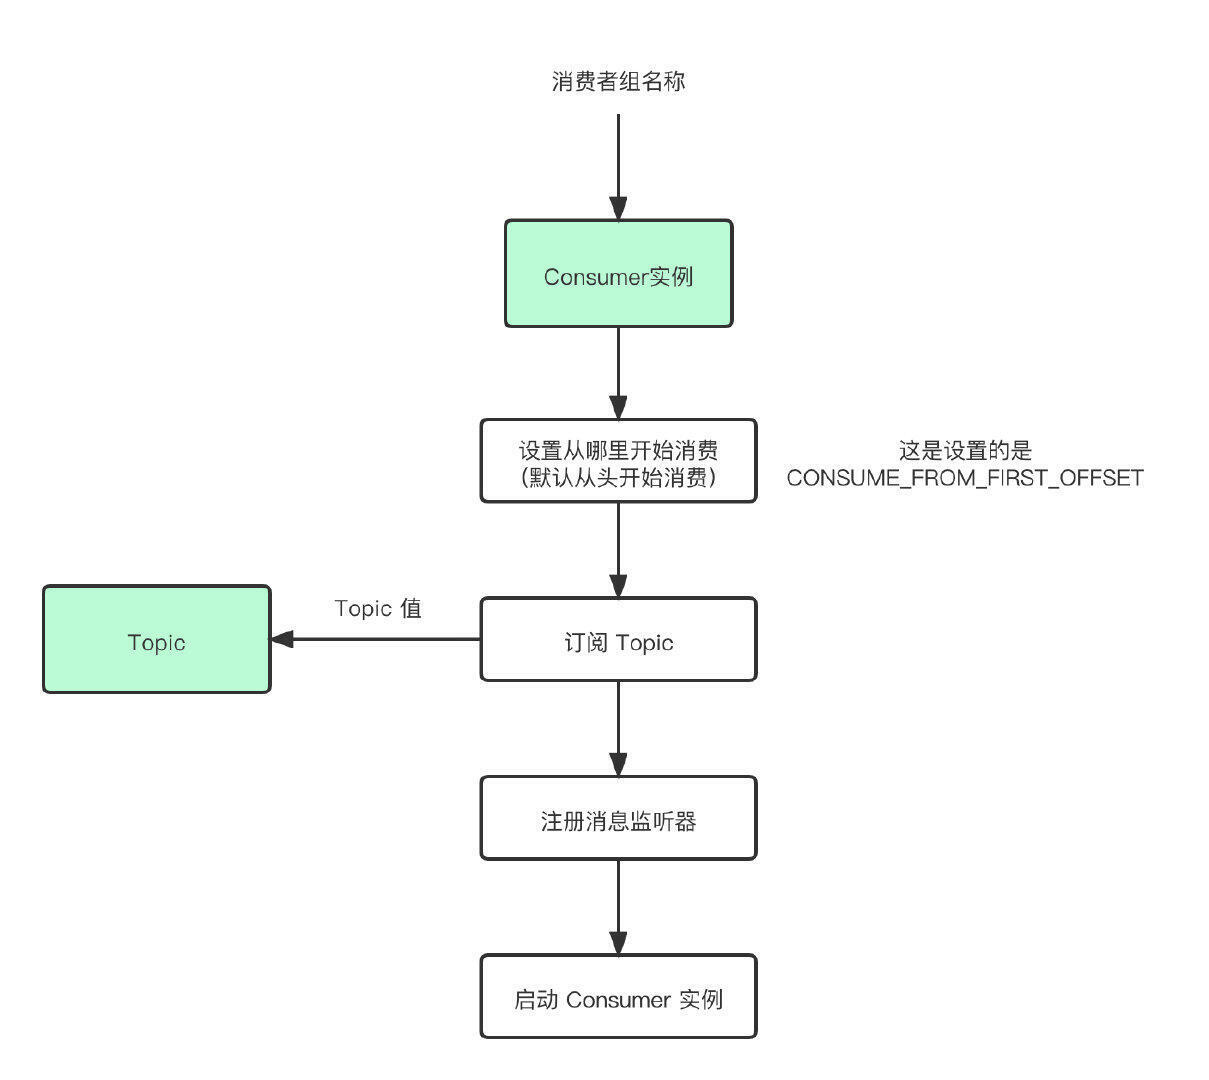 消费者组名称
Consumer实例
设置从哪里开始消费
(默认从头开始消费)
这是设置的是
CONSUME_FROM_FIRST_OFFSET
Topic 值
Topic
订阅 Topic
注册消息监听器
启动 Consumer 实例